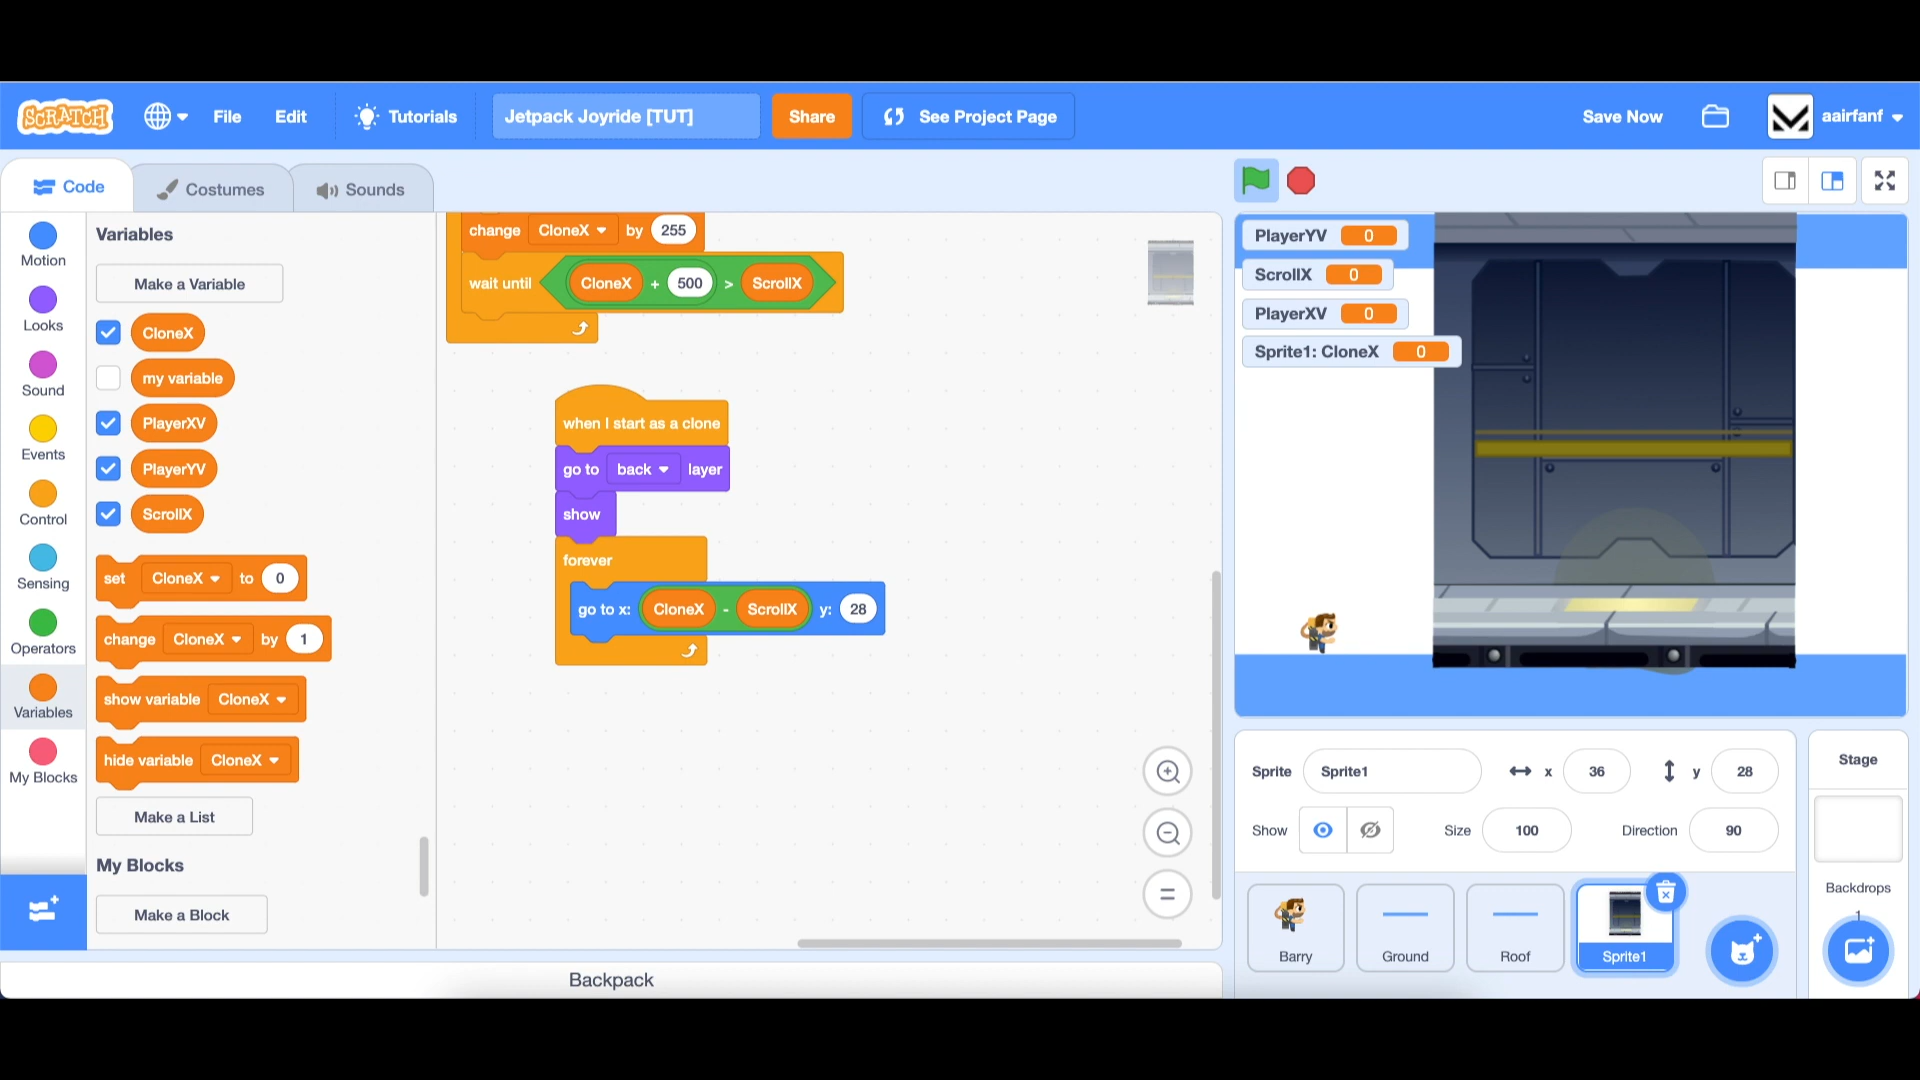 SCRATCH
File
Edit
Tutorials
Jetpack Joyride [TUT]
Share
See Project Page
Save Now
aairfanf
Code
Costumes
Sounds
Motion
Looks
Sound
Events
Control
Sensing
Operators
Variables
My Blocks
Variables
Make a Variable
CloneX
my variable
PlayerXV
PlayerYV
ScrollX
set CloneX to 0
change CloneX by 1
show variable CloneX
hide variable CloneX
Make a List
My Blocks
Make a Block
change CloneX by 255
wait until CloneX + 500 > ScrollX
when I start as a clone
go to back layer
show
forever
go to x: CloneX - ScrollX y: 28
Backpack
PlayerYV 0
ScrollX 0
PlayerXV 0
Sprite1: CloneX 0
Sprite Sprite1 x 36 y 28
Show Size 100 Direction 90
Barry
Ground
Roof
Sprite1
Stage
Backdrops
1